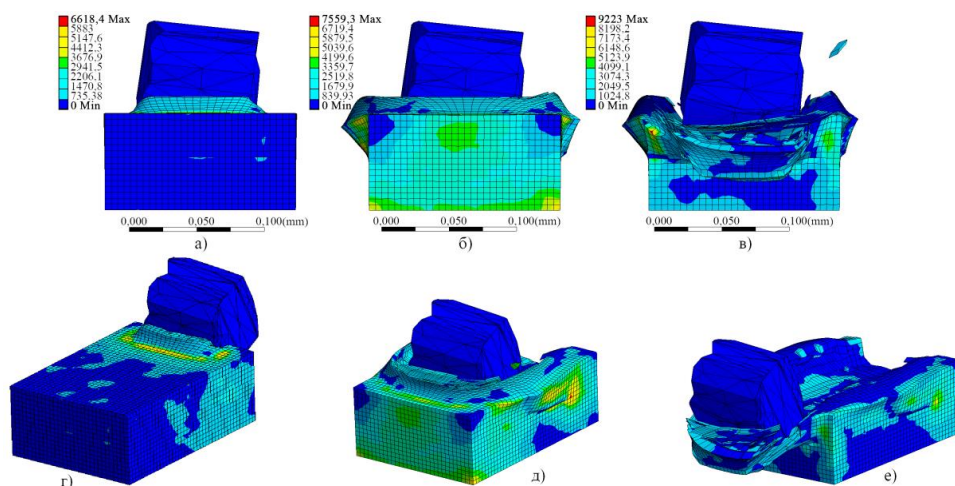 6618,4 Max
5883
5147.6
4412.3
3676,9
2941.5
2206.1
1470.8
735.38
0 Min
0,000 0,050 0,100(mm)
а)
7559,3 Max
6719.4
5879.5
5039.6
4199.6
3359.7
2519.8
1679.9
839.93
0 Min
0,000 0,050 0,100(mm)
б)
9223 Max
8198.2
7173.4
6148.6
5123.9
4099.1
3074.3
2049.5
1024.8
0 Min
0,000 0,050 0,100(mm)
в)
г)
д)
е)